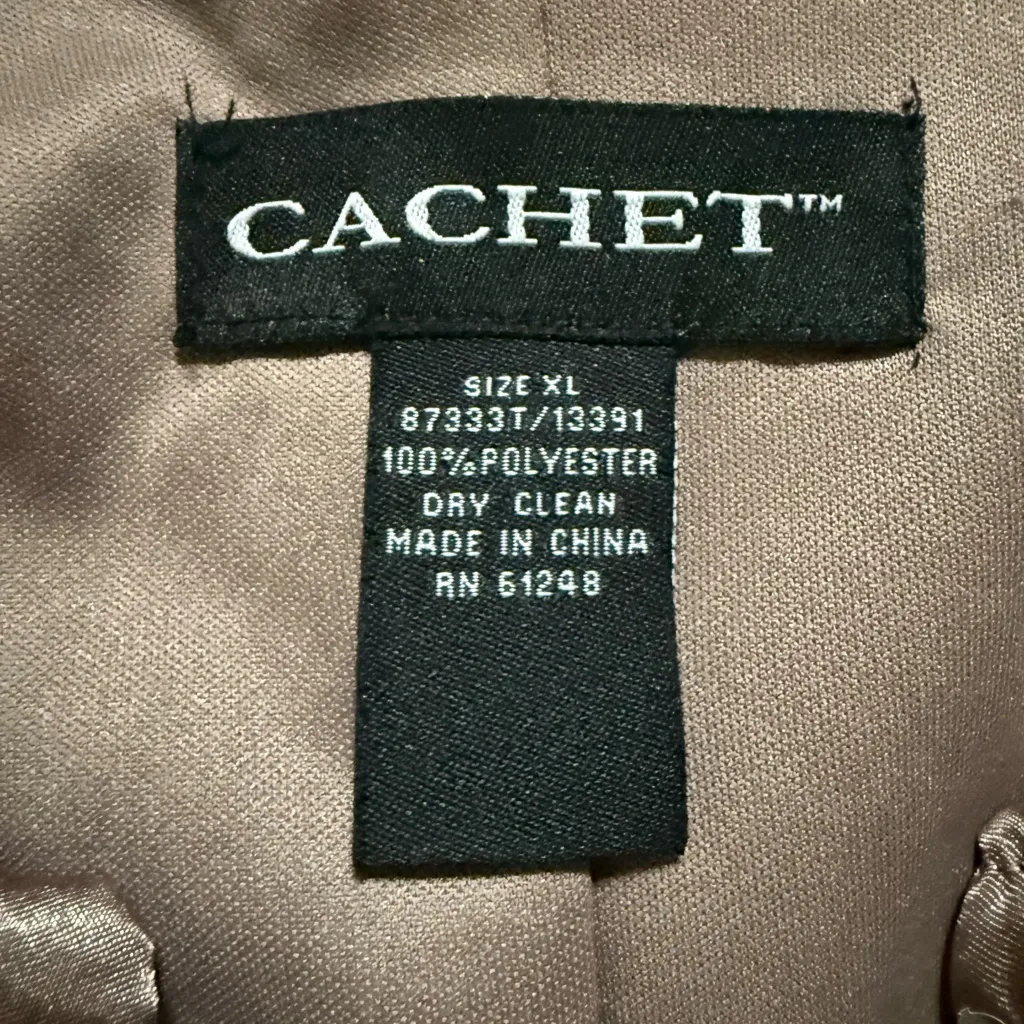 CACHET™
SIZE XL
87333T/13391
100%POLYESTER
DRY CLEAN
MADE IN CHINA
RN 61248